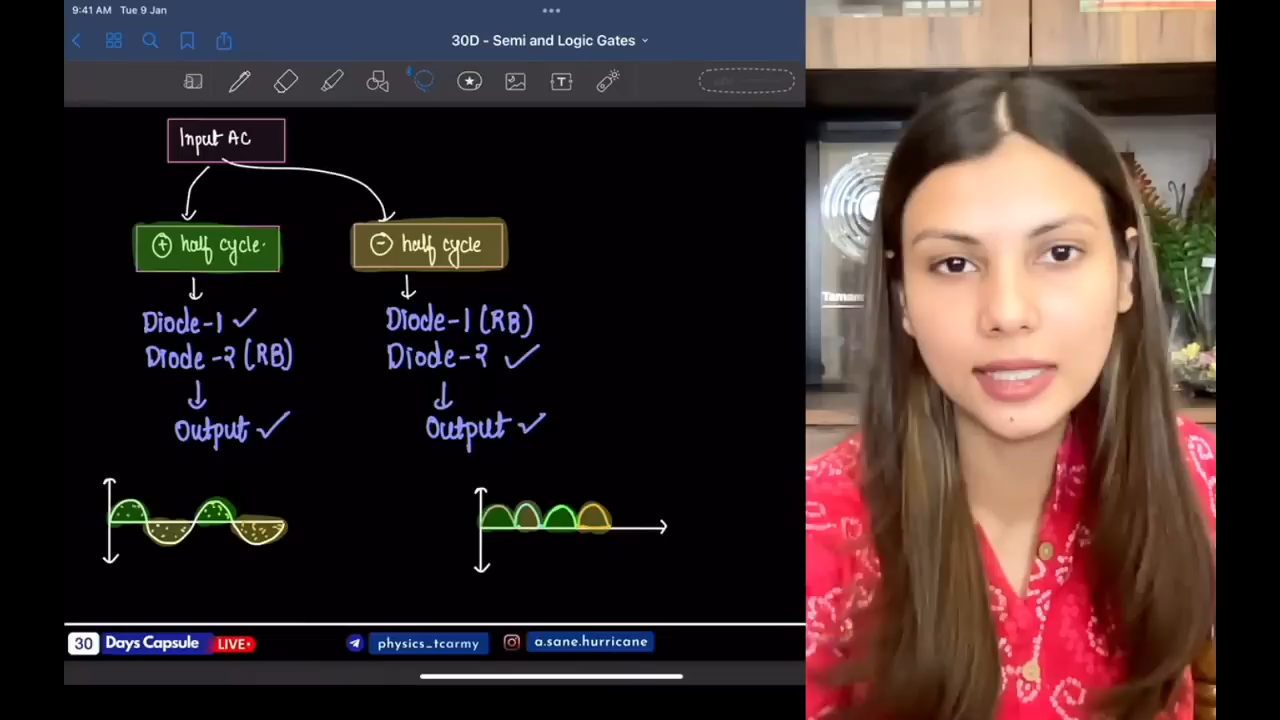 9:41 AM Tue 9 Jan
30D - Semi and Logic Gates
T
Input AC
+ half cycle.
- half cycle
Diode-1 ✓
Diode-2 (RB)
Output ✓
Diode-1 (RB)
Diode-2 ✓
Output ✓
30 Days Capsule LIVE
physics_tcarmy
a.sane.hurricane